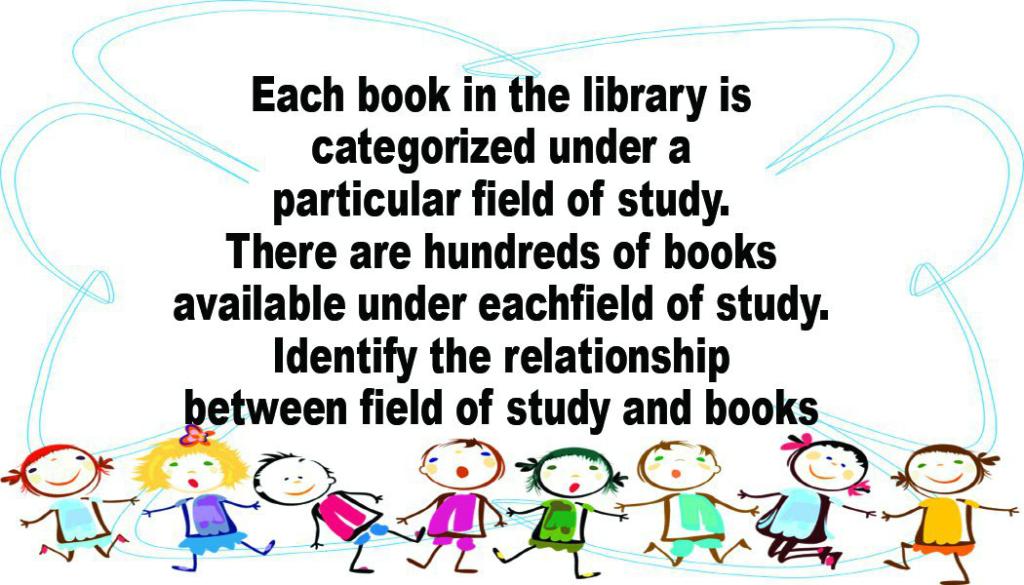 Each book in the library is
categorized under a
particular field of study.
There are hundreds of books
available under eachfield of study.
Identify the relationship
between field of study and books